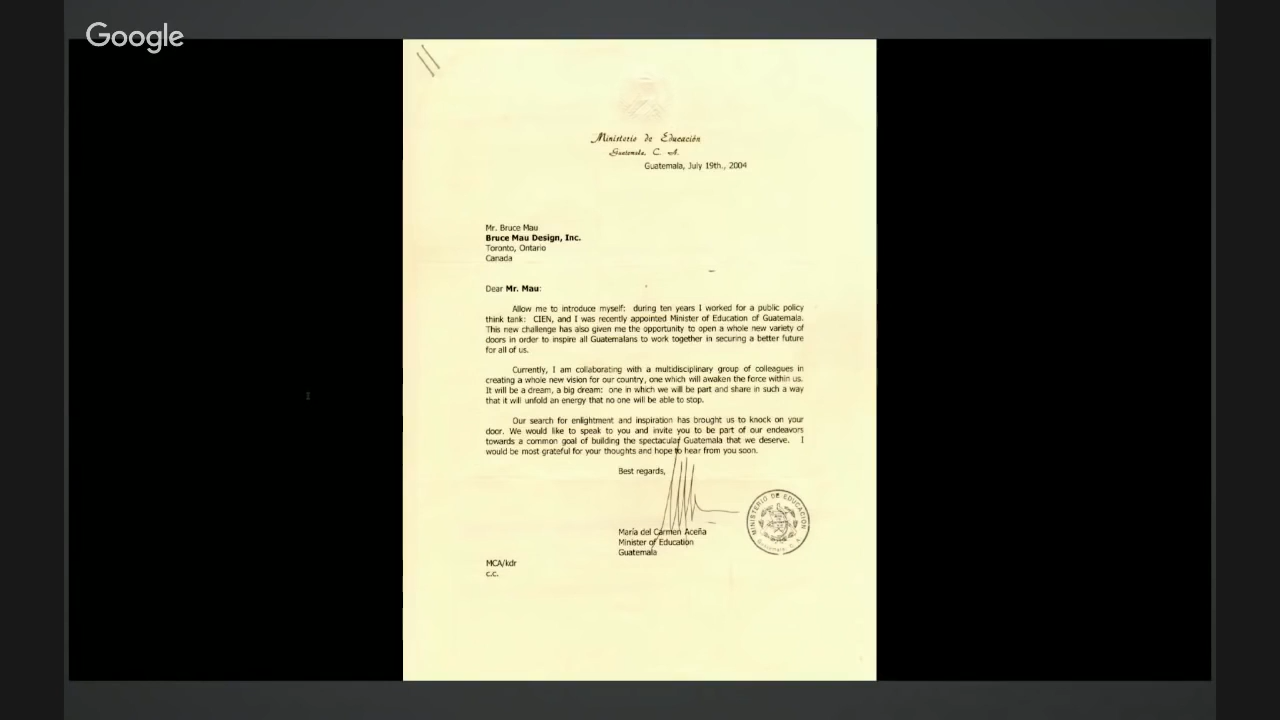 Google
Ministerio de Educación
Guatemala, C. A.
Guatemala, July 19th., 2004
Mr. Bruce Mau
Bruce Mau Design, Inc.
Toronto, Ontario
Canada
Dear Mr. Mau:
Allow me to introduce myself: during ten years I worked for a public policy
think tank: CIEN, and I was recently appointed Minister of Education of Guatemala.
This new challenge has also given me the opportunity to open a whole new variety of
doors in order to inspire all Guatemalans to work together in securing a better future
for all of us.
Currently, I am collaborating with a multidisciplinary group of colleagues in
creating a whole new vision for our country, one which will awaken the force within us.
It will be a dream, a big dream: one in which we will be part and share in such a way
that it will unfold an energy that no one will be able to stop.
Our search for enlightment and inspiration has brought us to knock on your
door. We would like to speak to you and invite you to be part of our endeavors
towards a common goal of building the spectacular Guatemala that we deserve. I
would be most grateful for your thoughts and hope to hear from you soon.
Best regards,
MINISTERIO DE EDUCACION
Guatemala, C. A.
María del Carmen Aceña
Minister of Education
Guatemala
MCA/kdr
c.c.